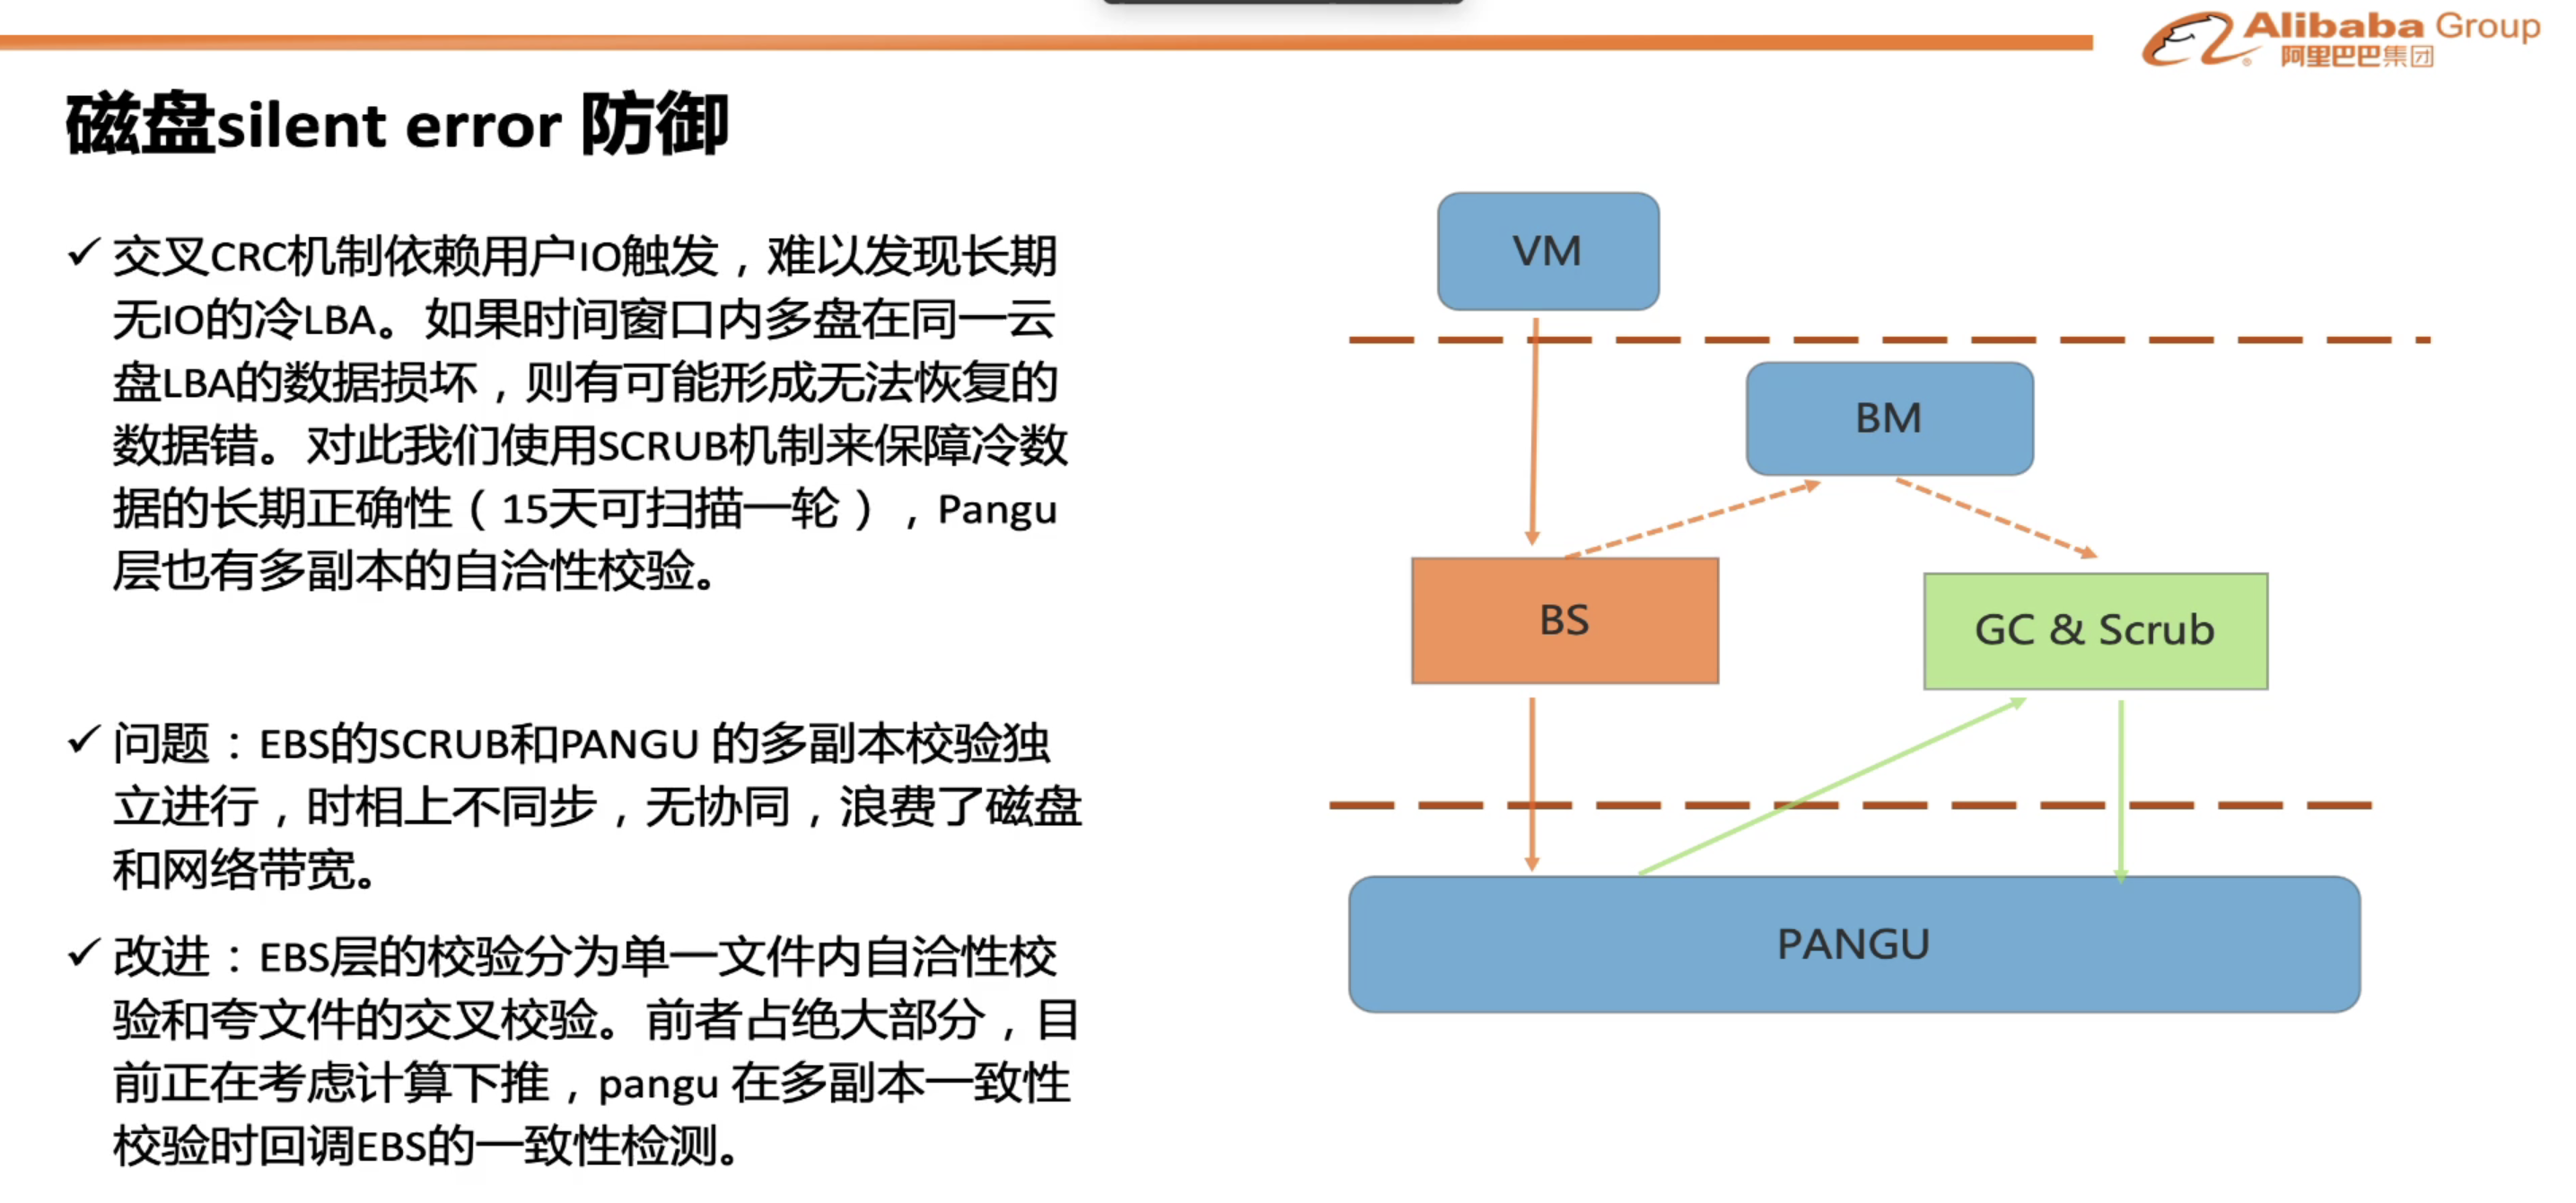 Alibaba Group
阿里巴巴集团
磁盘silent error 防御
✓ 交叉CRC机制依赖用户IO触发，难以发现长期
无IO的冷LBA。如果时间窗口内多盘在同一云
盘LBA的数据损坏，则有可能形成无法恢复的
数据错。对此我们使用SCRUB机制来保障冷数
据的长期正确性（15天可扫描一轮），Pangu
层也有多副本的自洽性校验。
✓ 问题：EBS的SCRUB和PANGU 的多副本校验独
立进行，时相上不同步，无协同，浪费了磁盘
和网络带宽。
✓ 改进：EBS层的校验分为单一文件内自洽性校
验和夸文件的交叉校验。前者占绝大部分，目
前正在考虑计算下推，pangu 在多副本一致性
校验时回调EBS的一致性检测。
VM
BM
BS
GC & Scrub
PANGU